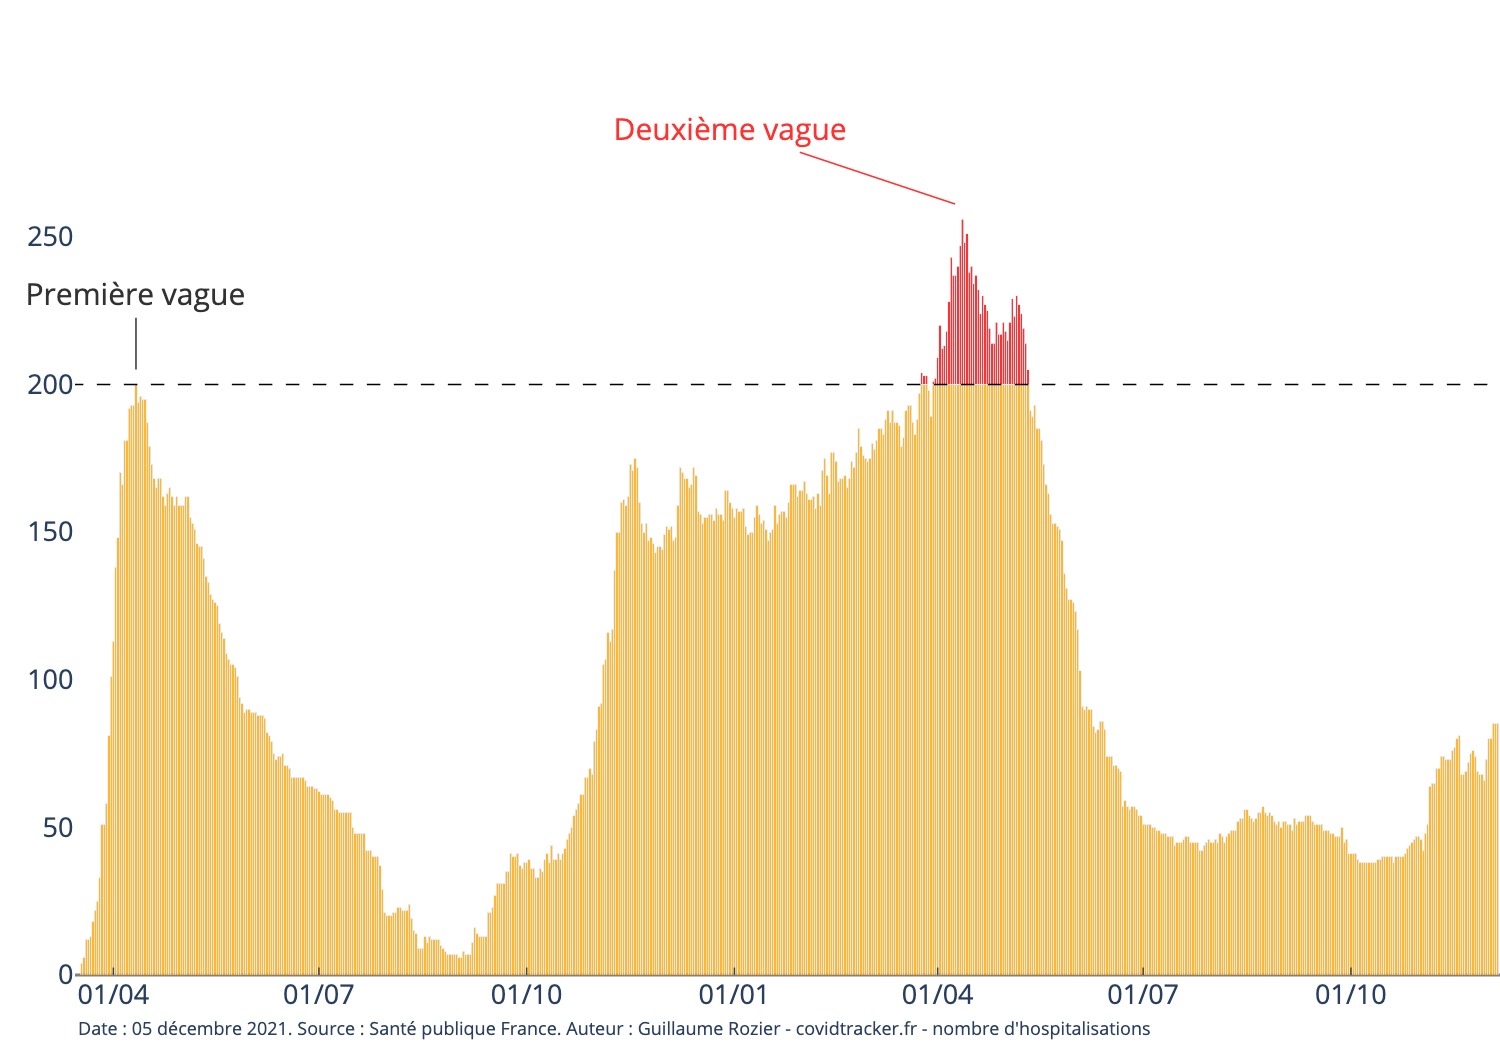 Deuxième vague
250
Première vague
200
150
100
50
0
01/04 01/07 01/10 01/01 01/04 01/07 01/10
Date : 05 décembre 2021. Source : Santé publique France. Auteur : Guillaume Rozier - covidtracker.fr - nombre d'hospitalisations